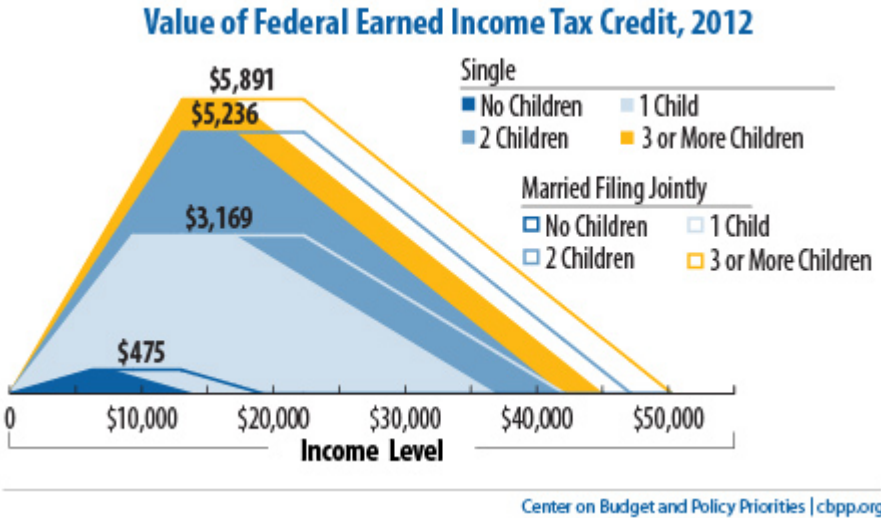 Value of Federal Earned Income Tax Credit, 2012
$5,891
$5,236
$3,169
$475
Single
No Children 1 Child
2 Children 3 or More Children
Married Filing Jointly
No Children 1 Child
2 Children 3 or More Children
0 $10,000 $20,000 $30,000 $40,000 $50,000
Income Level
Center on Budget and Policy Priorities | cbpp.org